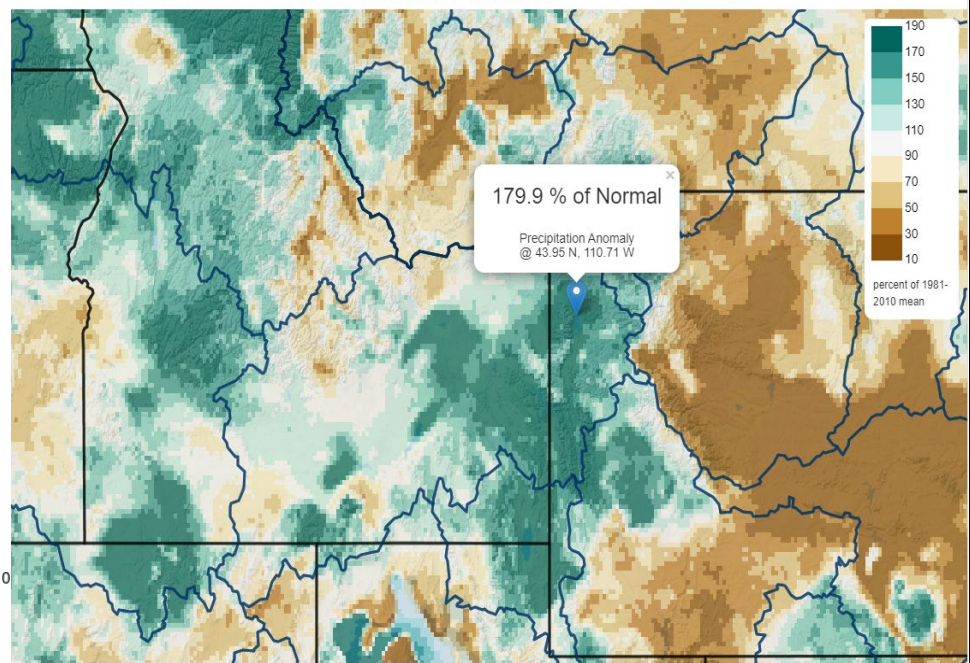 ×
179.9 % of Normal
Precipitation Anomaly
@ 43.95 N, 110.71 W
190
170
150
130
110
90
70
50
30
10
percent of 1981-
2010 mean
0